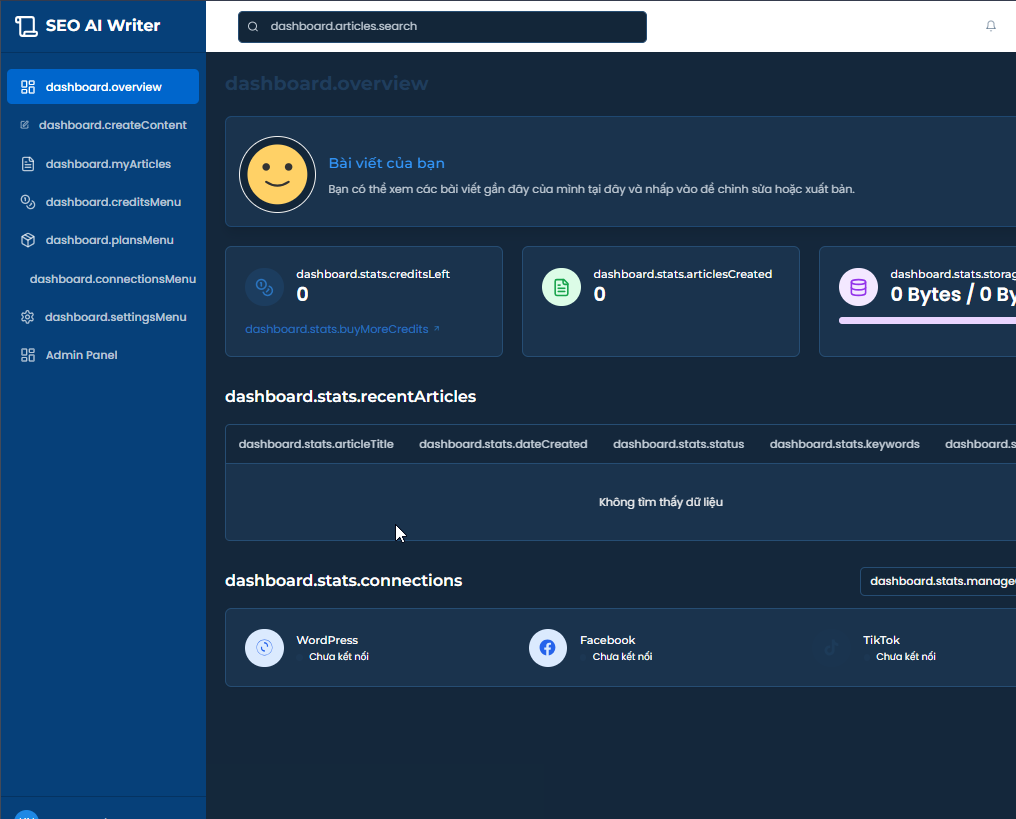 SEO AI Writer
dashboard.articles.search
dashboard.overview
dashboard.createContent
dashboard.myArticles
dashboard.creditsMenu
dashboard.plansMenu
dashboard.connectionsMenu
dashboard.settingsMenu
Admin Panel
dashboard.overview
Bài viết của bạn
Bạn có thể xem các bài viết gần đây của mình tại đây và nhấp vào để chỉnh sửa hoặc xuất bản.
dashboard.stats.creditsLeft
0
dashboard.stats.buyMoreCredits
dashboard.stats.articlesCreated
0
dashboard.stats.storag
0 Bytes / 0 By
dashboard.stats.recentArticles
dashboard.stats.articleTitle dashboard.stats.dateCreated dashboard.stats.status dashboard.stats.keywords dashboard.s
Không tìm thấy dữ liệu
dashboard.stats.connections
dashboard.stats.manage
WordPress
Chưa kết nối
Facebook
Chưa kết nối
TikTok
Chưa kết nối